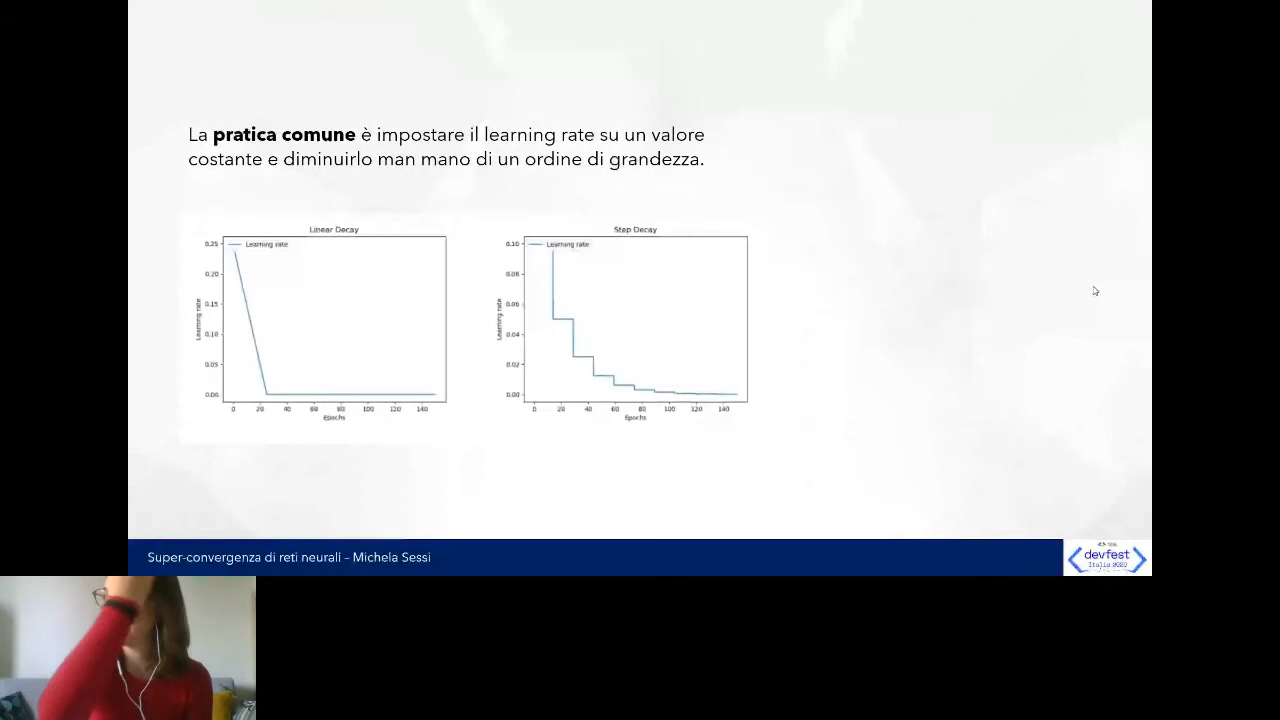 La pratica comune è impostare il learning rate su un valore
costante e diminuirlo man mano di un ordine di grandezza.
Linear Decay
Learning rate
0.25
0.20
0.15
0.10
0.05
0.00
Learning rate
0 20 40 60 80 100 120 140
Epochs
Step Decay
Learning rate
0.10
0.08
0.06
0.04
0.02
0.00
Learning rate
0 20 40 60 80 100 120 140
Epochs
Super-convergenza di reti neurali – Michela Sessi
devfest
Italia 2020